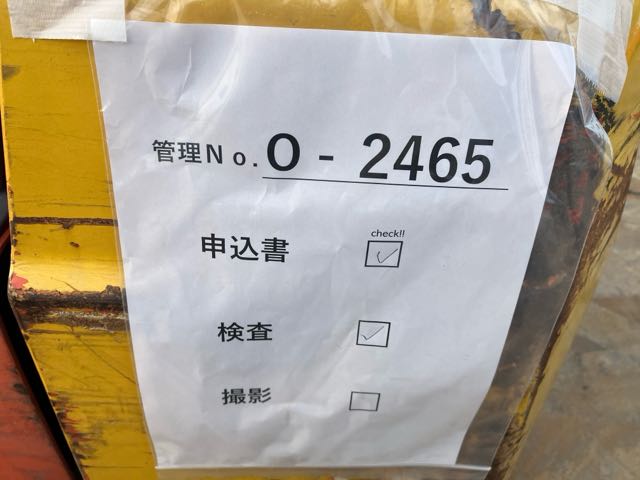 管理No. O - 2465
check!!
申込書 ☑
検査 ☑
撮影 ☐